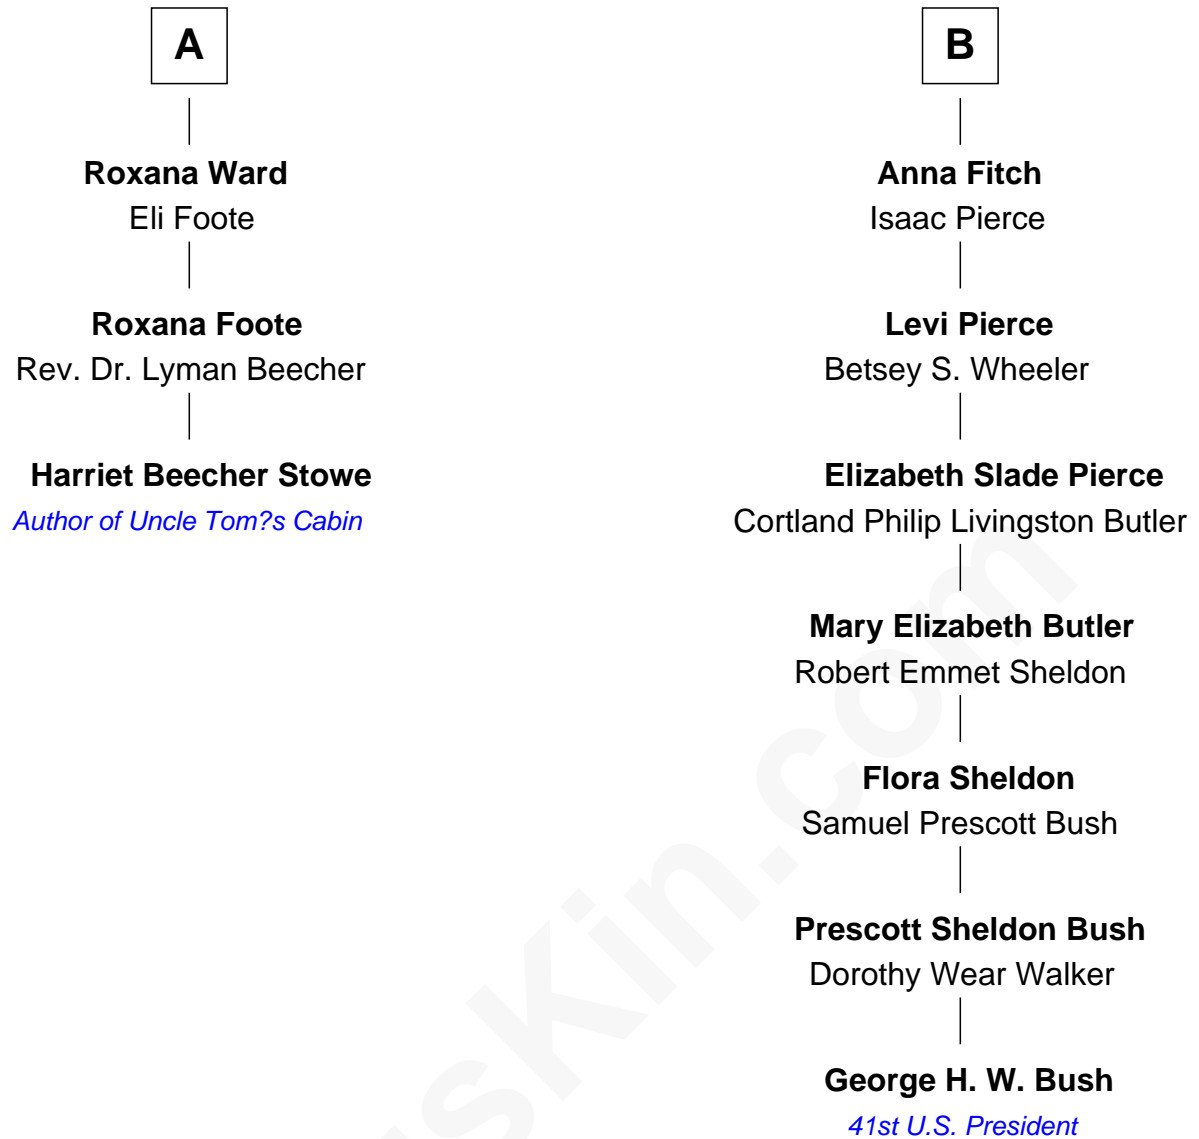 A
Roxana Ward
Eli Foote
Roxana Foote
Rev. Dr. Lyman Beecher
Harriet Beecher Stowe
Author of Uncle Tom?s Cabin
B
Anna Fitch
Isaac Pierce
Levi Pierce
Betsey S. Wheeler
Elizabeth Slade Pierce
Cortland Philip Livingston Butler
Mary Elizabeth Butler
Robert Emmet Sheldon
Flora Sheldon
Samuel Prescott Bush
Prescott Sheldon Bush
Dorothy Wear Walker
George H. W. Bush
41st U.S. President
sKin.com